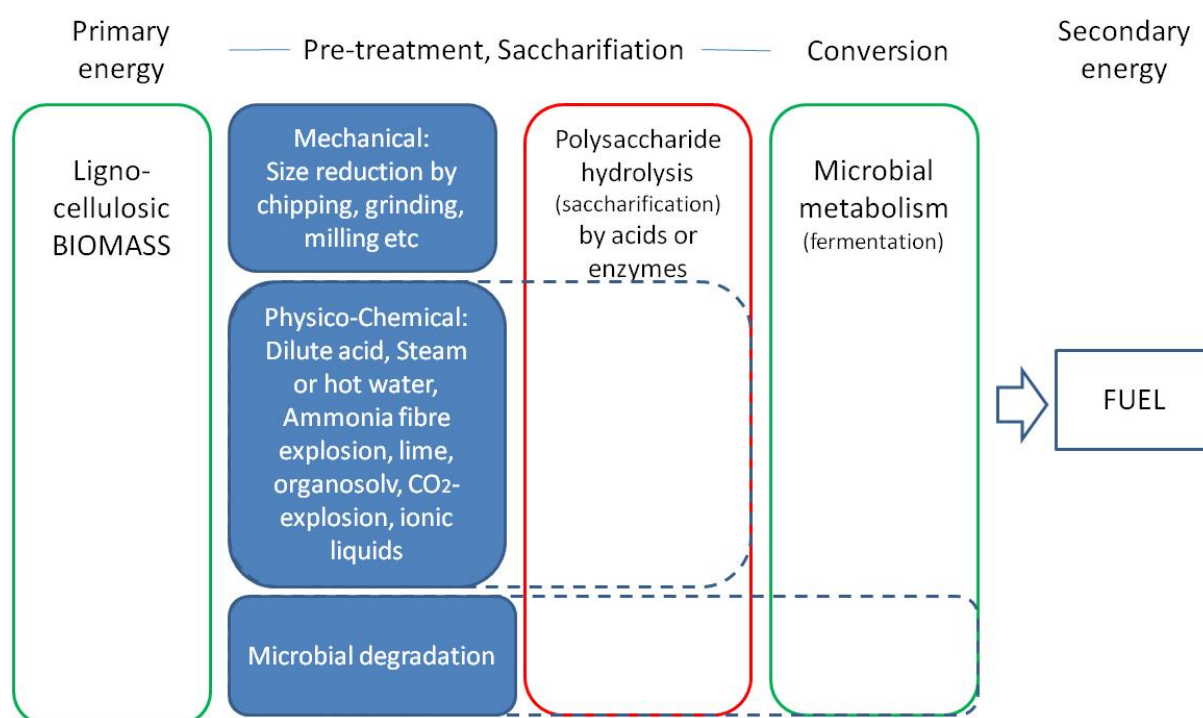 Primary
energy
Pre-treatment, Saccharifiation
Conversion
Secondary
energy
Ligno-
cellulosic
BIOMASS
Mechanical:
Size reduction by
chipping, grinding,
milling etc
Physico-Chemical:
Dilute acid, Steam
or hot water,
Ammonia fibre
explosion, lime,
organosolv, CO2-
explosion, ionic
liquids
Microbial degradation
Polysaccharide
hydrolysis
(saccharification)
by acids or
enzymes
Microbial
metabolism
(fermentation)
FUEL